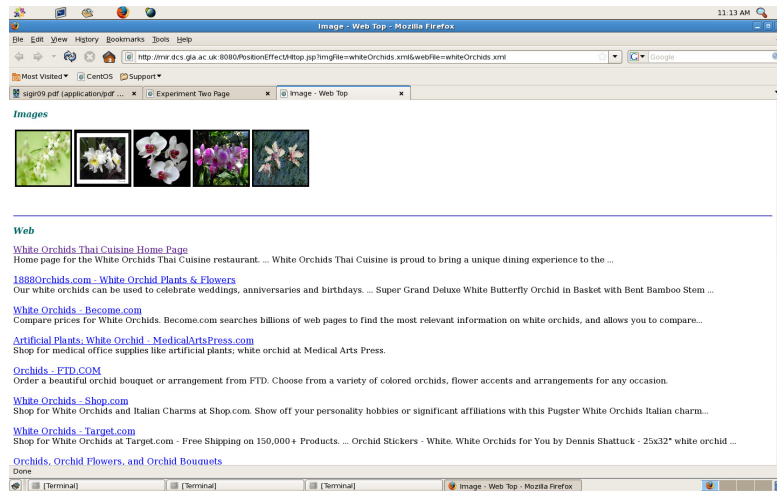 11:13 AM
Image - Web Top - Mozilla Firefox
File Edit View History Bookmarks Tools Help
http://mir.dcs.gla.ac.uk:8080/PositionEffect/HItop.jsp?imgFile=whiteOrchids.xml&webFile=whiteOrchids.xml
Google
Most Visited CentOS Support
sigir09.pdf (application/pdf ... Experiment Two Page Image - Web Top
Images
Web
White Orchids Thai Cuisine Home Page
Home page for the White Orchids Thai Cuisine restaurant. ... White Orchids Thai Cuisine is proud to bring a unique dining experience to the ...
1888Orchids.com - White Orchid Plants & Flowers
Our white orchids can be used to celebrate weddings, anniversaries and birthdays. ... Super Grand Deluxe White Butterfly Orchid in Basket with Bent Bamboo Stem ...
White Orchids - Become.com
Compare prices for White Orchids. Become.com searches billions of web pages to find the most relevant information on white orchids, and allows you to compare...
Artificial Plants; White Orchid - MedicalArtsPress.com
Shop for medical office supplies like artificial plants; white orchid at Medical Arts Press.
Orchids - FTD.COM
Order a beautiful orchid bouquet or arrangement from FTD. Choose from a variety of colored orchids, flower accents and arrangements for any occasion.
White Orchids - Shop.com
Shop for White Orchids and Italian Charms at Shop.com. Show off your personality hobbies or significant affiliations with this Pugster White Orchids Italian charm...
White Orchids - Target.com
Shop for White Orchids at Target.com - Free Shipping on 150,000+ Products. ... Orchid Stickers - White. White Orchids for You by Dennis Shattuck - 25x32" white orchid ...
Orchids, Orchid Flowers, and Orchid Bouquets
Done
[Terminal] [Terminal] [Terminal] Image - Web Top - Mozilla Firefox